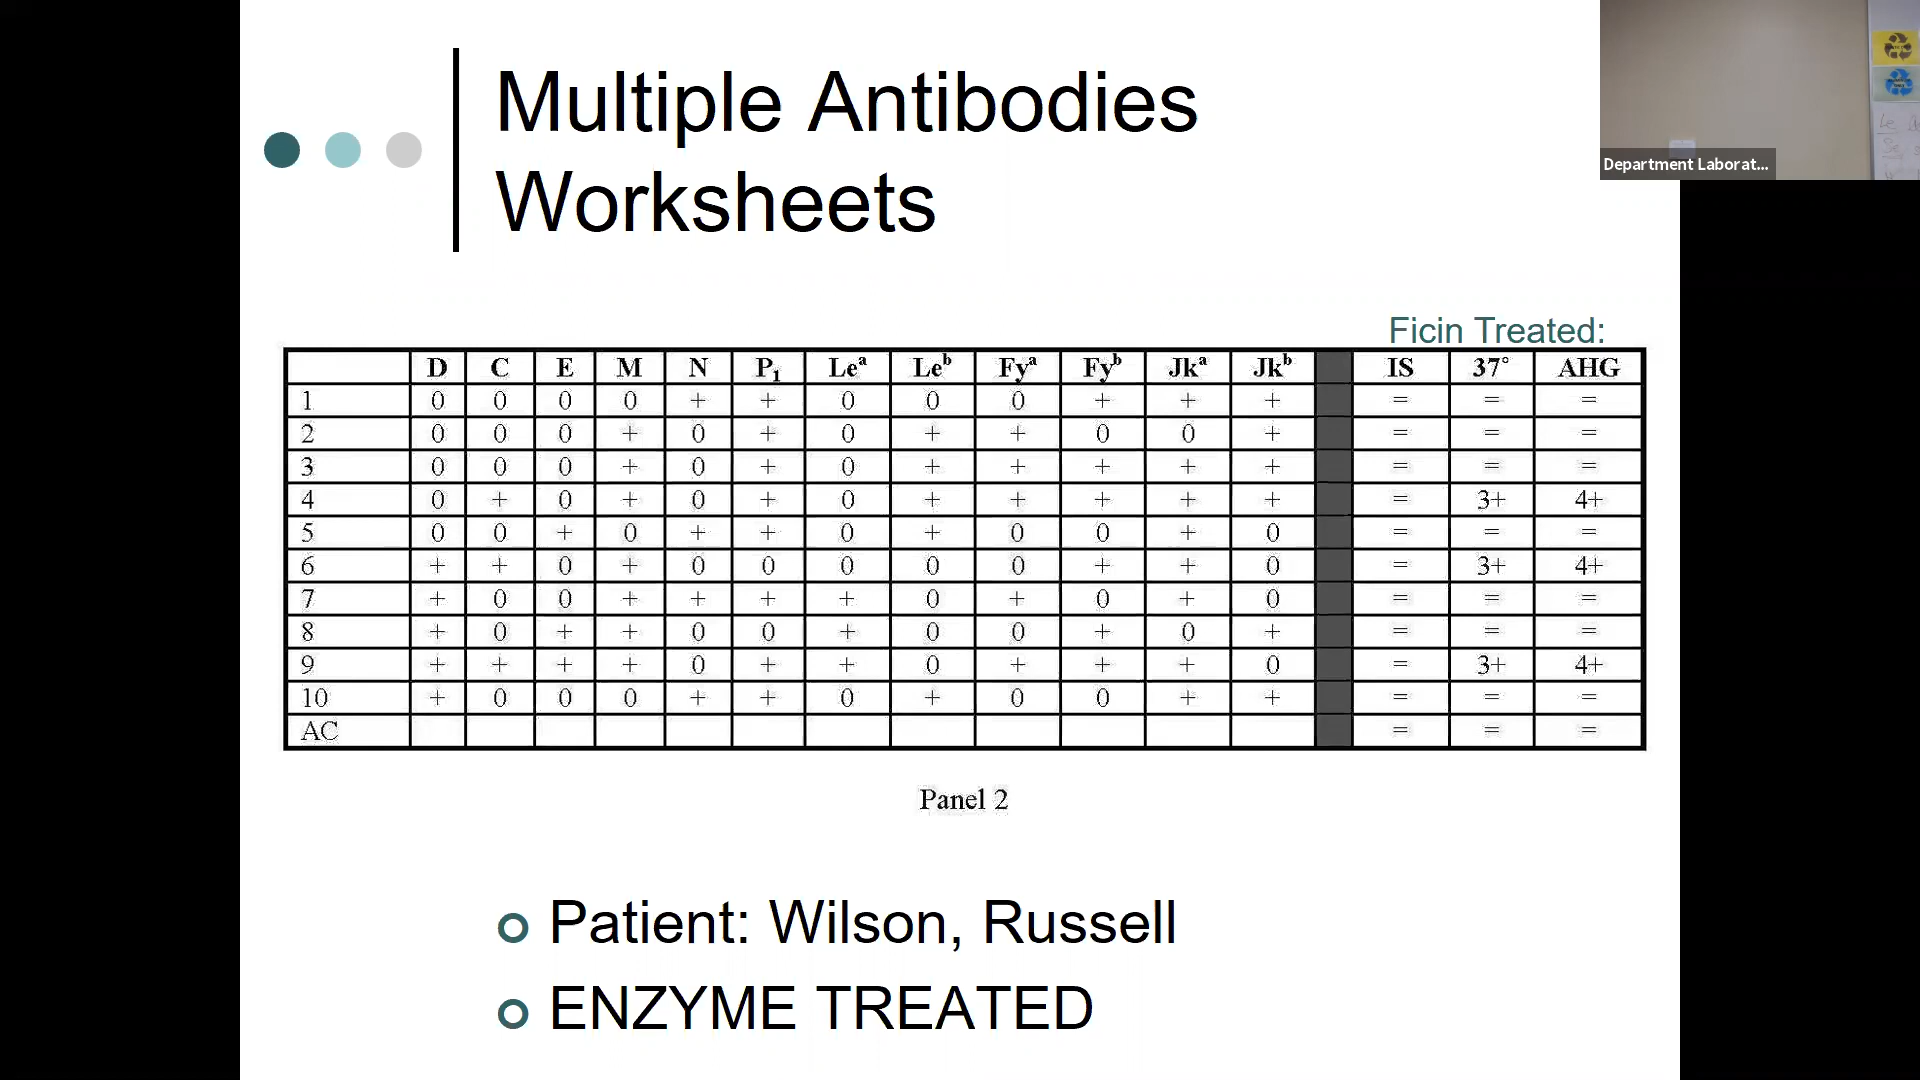 Multiple Antibodies
Worksheets
Department Laborat...
Ficin Treated:
D C E M N P₁ Leᵃ Leᵇ Fyᵃ Fyᵇ Jkᵃ Jkᵇ IS 37° AHG
1 0 0 0 0 + + 0 0 0 + + + = = =
2 0 0 0 + 0 + 0 + + 0 0 + = = =
3 0 0 0 + 0 + 0 + + + + + = = =
4 0 + 0 + 0 + 0 + + + + + = 3+ 4+
5 0 0 + 0 + + 0 + 0 0 + 0 = = =
6 + + 0 + 0 0 0 0 0 + + 0 = 3+ 4+
7 + 0 0 + + + + 0 + 0 + 0 = = =
8 + 0 + + 0 0 + 0 0 + 0 + = = =
9 + + + + 0 + + 0 + + + 0 = 3+ 4+
10 + 0 0 0 + + 0 + 0 0 + + = = =
AC = = =
Panel 2
Patient: Wilson, Russell
ENZYME TREATED